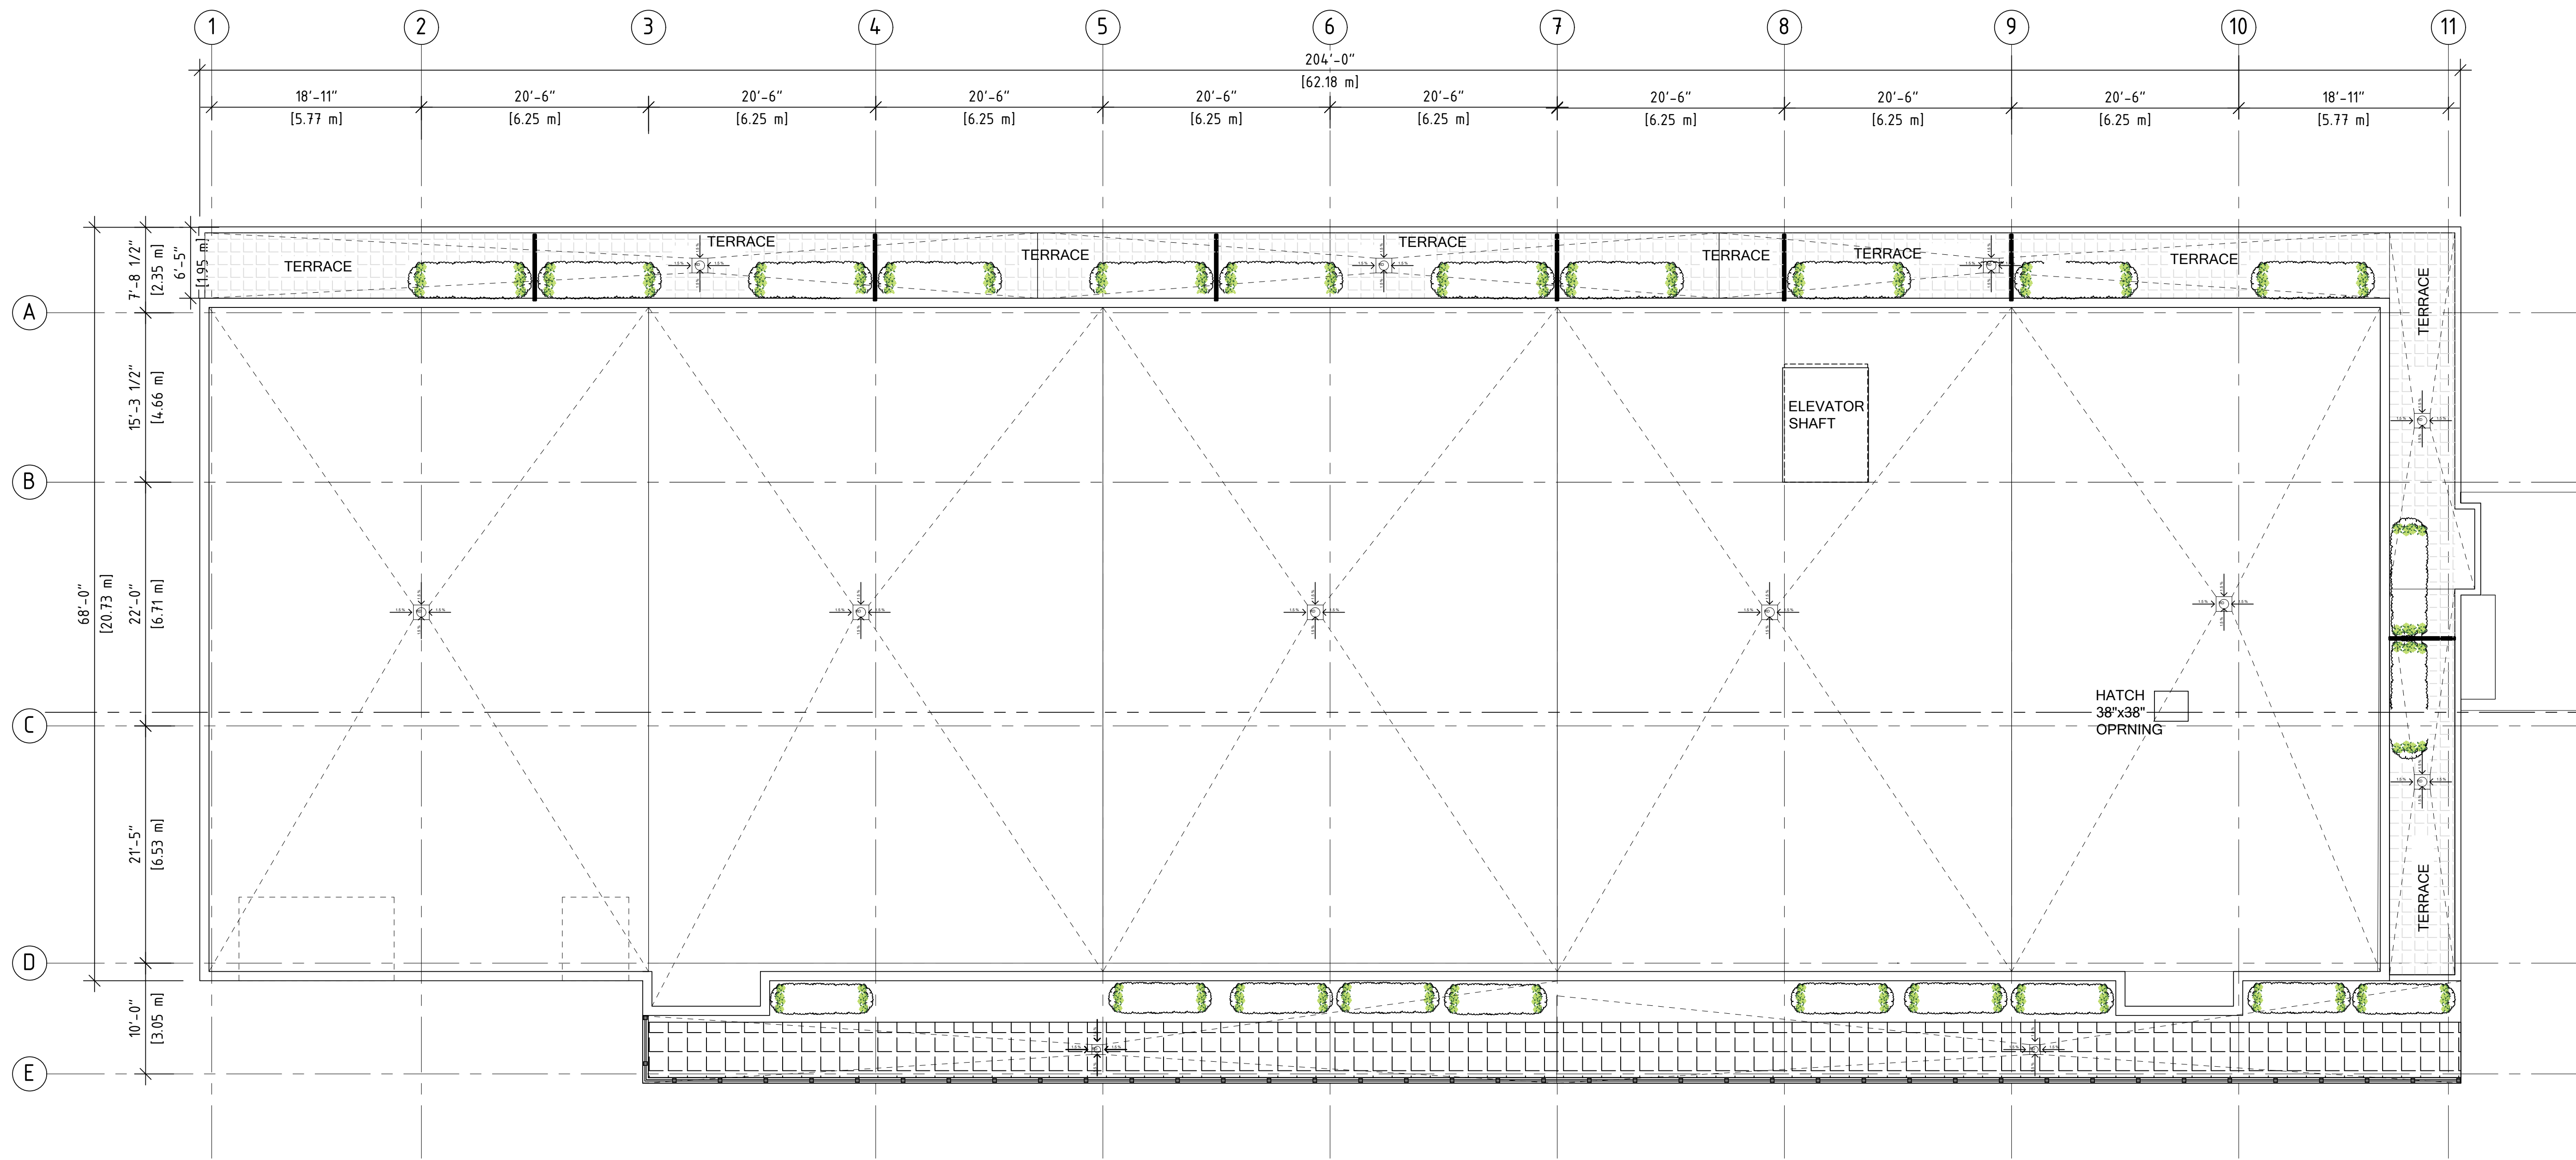 1 2 3 4 5 6 7 8 9 10 11
204'-0"
[62.18 m]
18'-11" 20'-6" 20'-6" 20'-6" 20'-6" 20'-6" 20'-6" 20'-6" 20'-6" 18'-11"
[5.77 m] [6.25 m] [6.25 m] [6.25 m] [6.25 m] [6.25 m] [6.25 m] [6.25 m] [6.25 m] [5.77 m]
7'-8 1/2"
[2.35 m]
6'-5"
[1.95 m]
TERRACE
TERRACE
TERRACE
TERRACE
TERRACE
TERRACE
TERRACE
TERRACE
A
15'-3 1/2"
[4.66 m]
ELEVATOR
SHAFT
B
68'-0"
[20.73 m]
22'-0"
[6.71 m]
HATCH
38"x38"
OPRNING
C
21'-5"
[6.53 m]
TERRACE
D
10'-0"
[3.05 m]
E